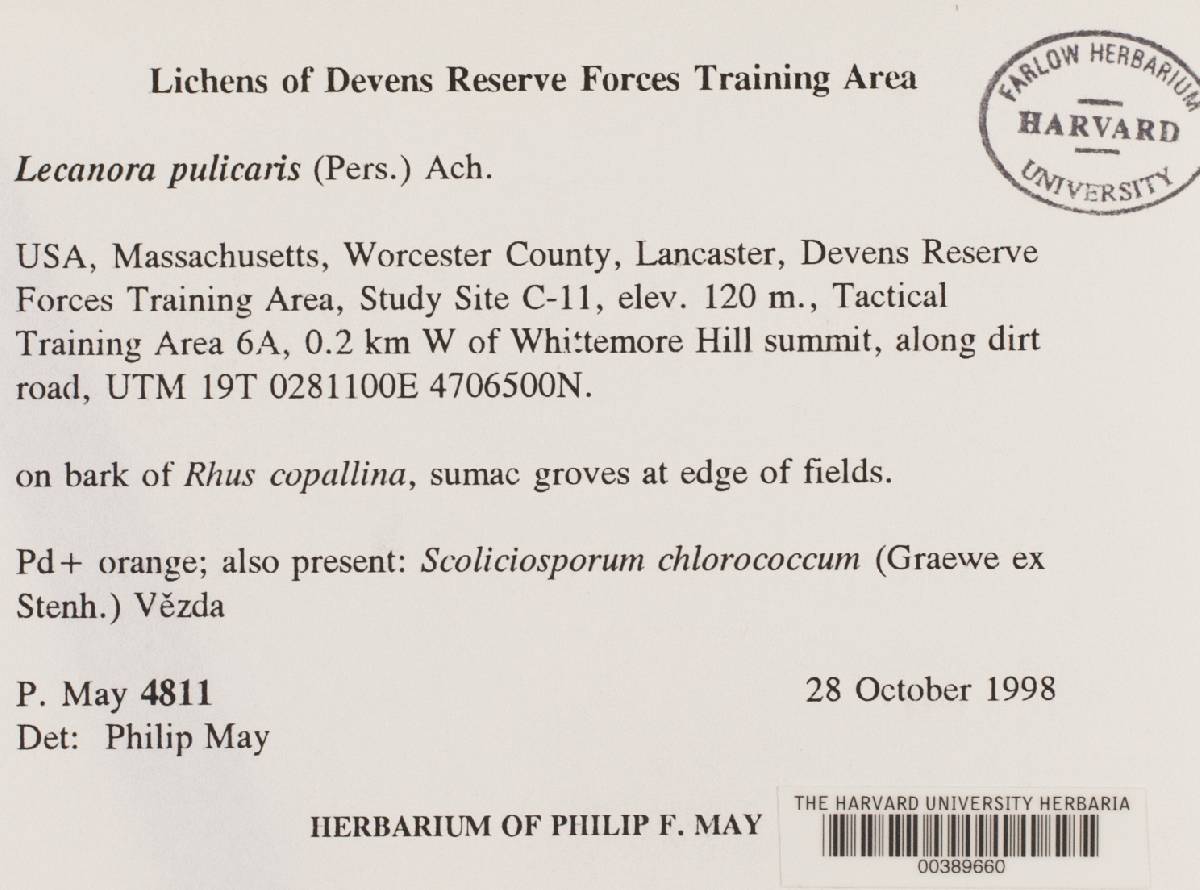 Lichens of Devens Reserve Forces Training Area
FARLOW HERBARIUM
HARVARD
UNIVERSITY
Lecanora pulicaris (Pers.) Ach.
USA, Massachusetts, Worcester County, Lancaster, Devens Reserve
Forces Training Area, Study Site C-11, elev. 120 m., Tactical
Training Area 6A, 0.2 km W of Whittemore Hill summit, along dirt
road, UTM 19T 0281100E 4706500N.
on bark of Rhus copallina, sumac groves at edge of fields.
Pd+ orange; also present: Scoliciosporum chlorococcum (Graewe ex
Stenh.) Vězda
P. May 4811
28 October 1998
Det: Philip May
HERBARIUM OF PHILIP F. MAY
THE HARVARD UNIVERSITY HERBARIA
00389660